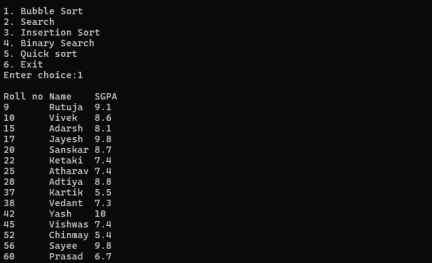 1. Bubble Sort
2. Search
3. Insertion Sort
4. Binary Search
5. Quick sort
6. Exit
Enter choice:1
Roll no Name SGPA
9 Rutuja 9.1
10 Vivek 8.6
15 Adarsh 8.1
17 Jayesh 9.8
20 Sanskar 8.7
22 Ketaki 7.4
25 Atharav 7.4
28 Adtiya 8.8
37 Kartik 5.5
38 Vedant 7.3
42 Yash 10
45 Vishwas 7.4
52 Chinmay 5.4
56 Sayee 9.8
60 Prasad 6.7